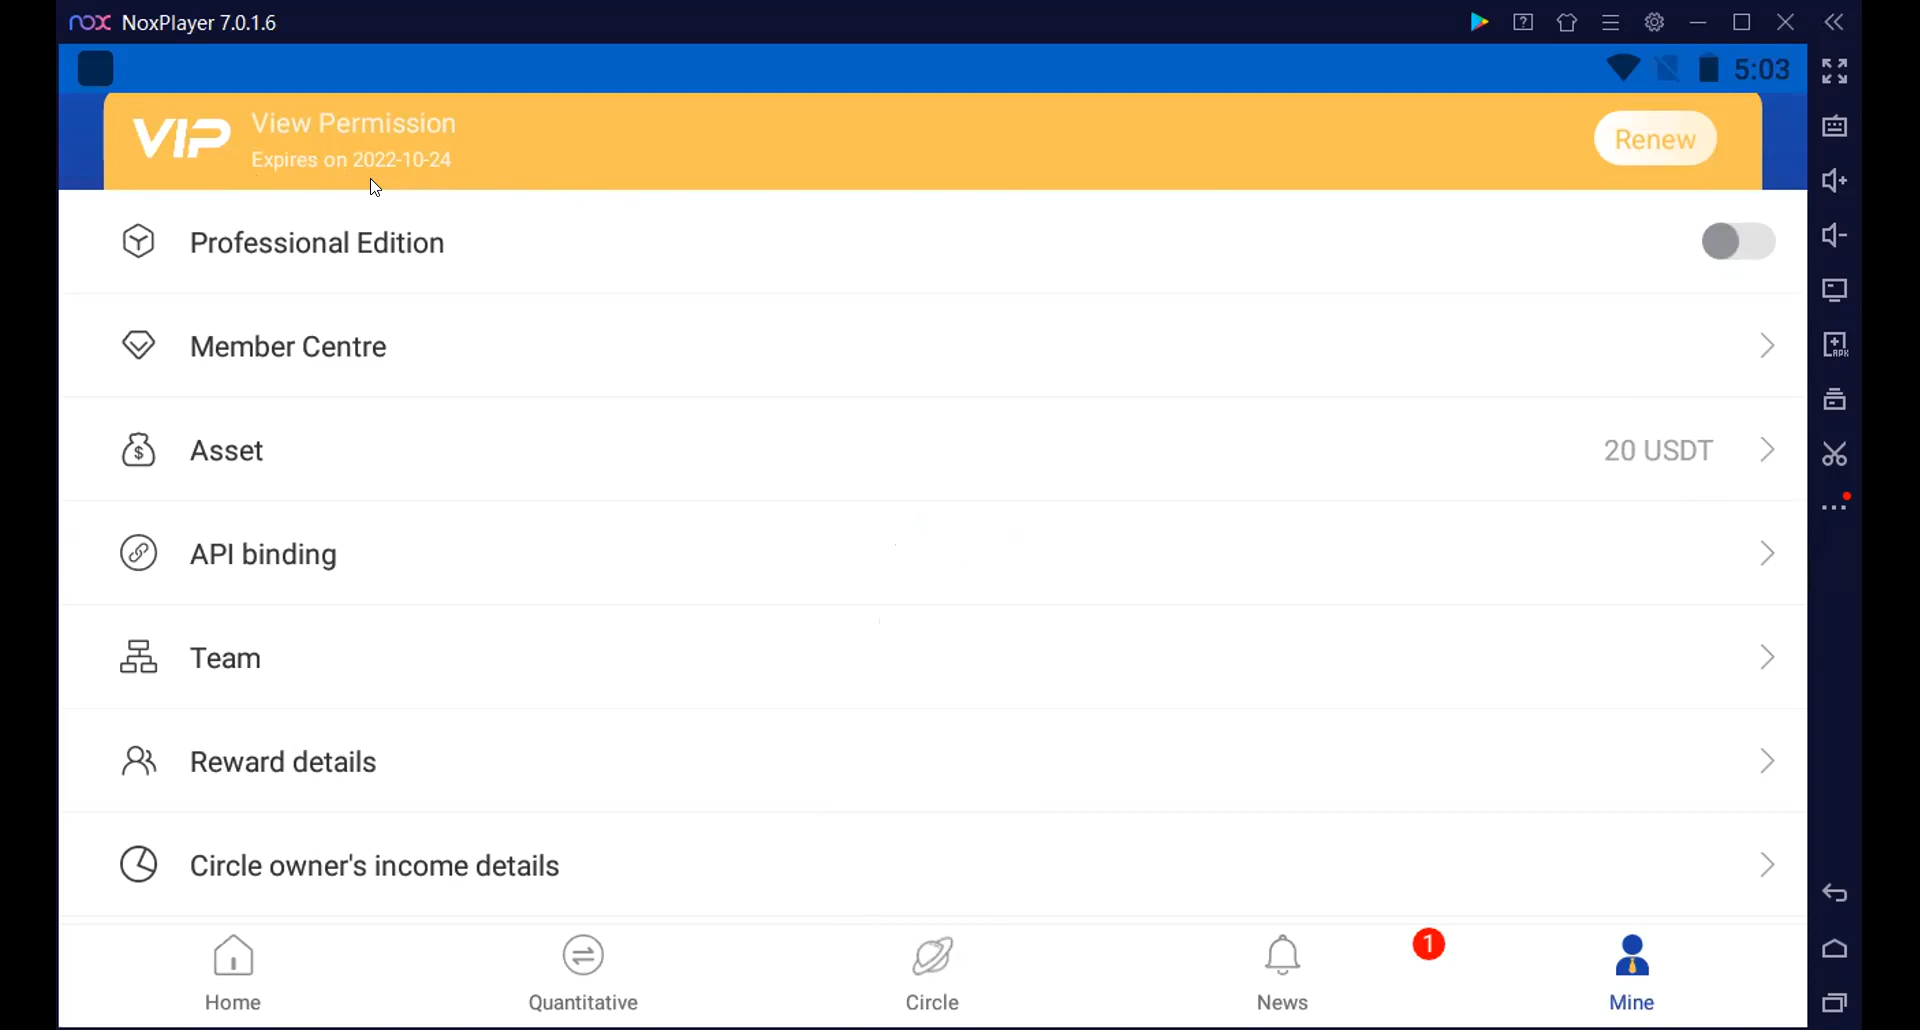 nox NoxPlayer 7.0.1.6
5:03
VIP
View Permission
Expires on 2022-10-24
Renew
Professional Edition
Member Centre
Asset
20 USDT
API binding
Team
Reward details
Circle owner's income details
1
Home
Quantitative
Circle
News
Mine
APK